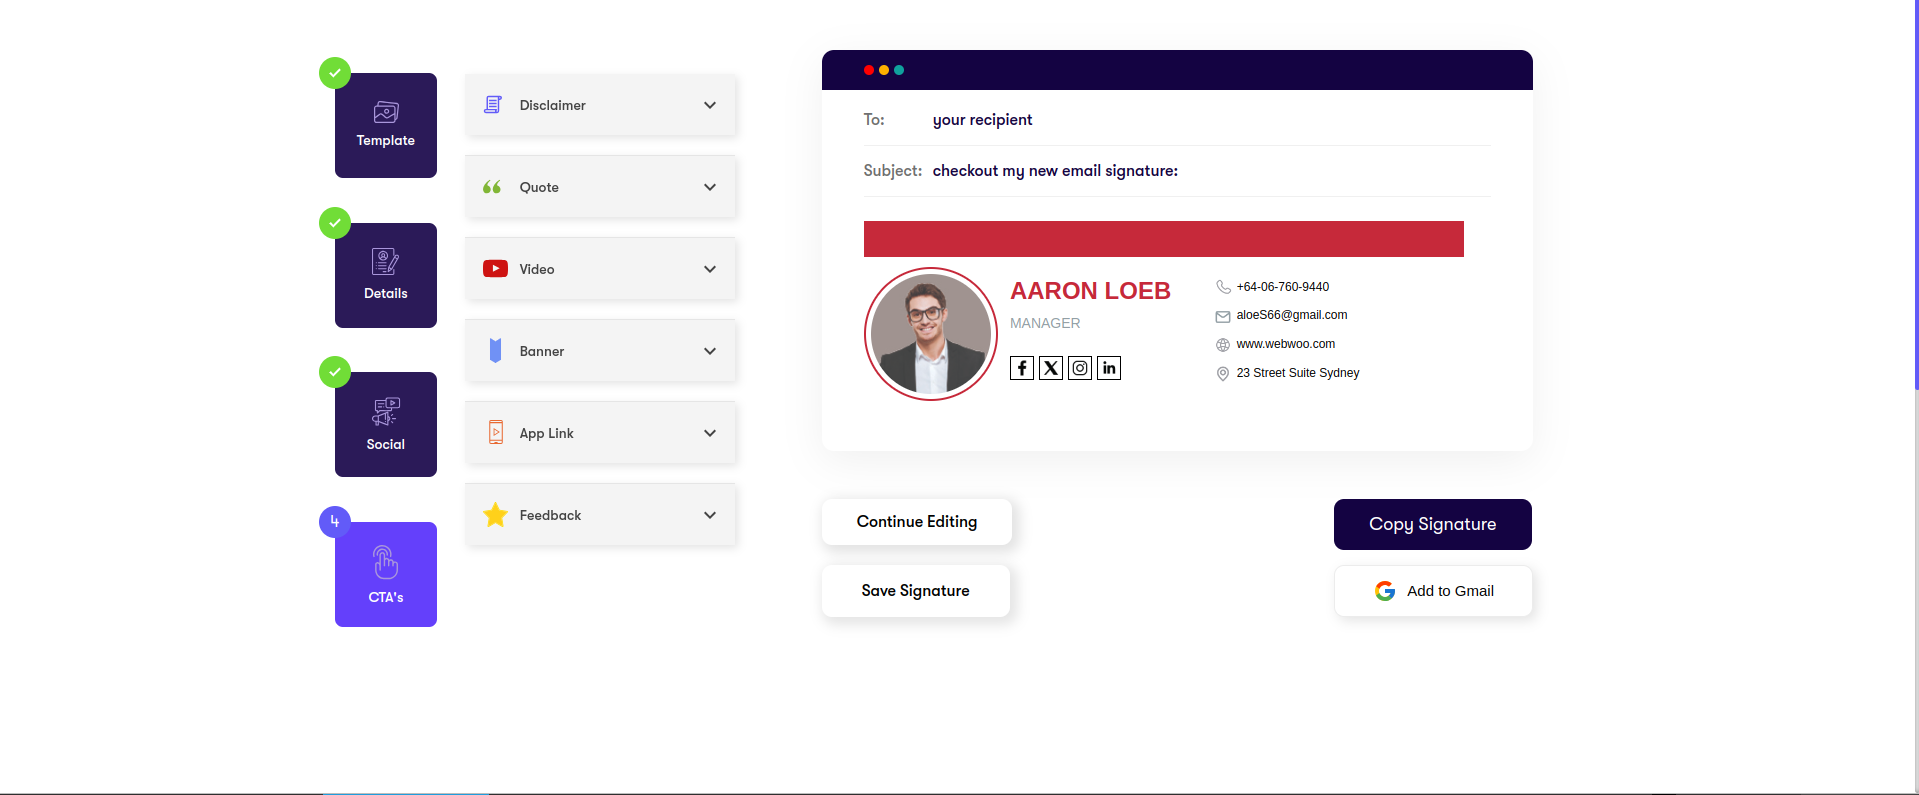 Template
Details
Social
4
CTA's
Disclaimer
Quote
Video
Banner
App Link
Feedback
To: your recipient
Subject: checkout my new email signature:
AARON LOEB
MANAGER
+64-06-760-9440
aloeS66@gmail.com
www.webwoo.com
23 Street Suite Sydney
Continue Editing
Save Signature
Copy Signature
Add to Gmail